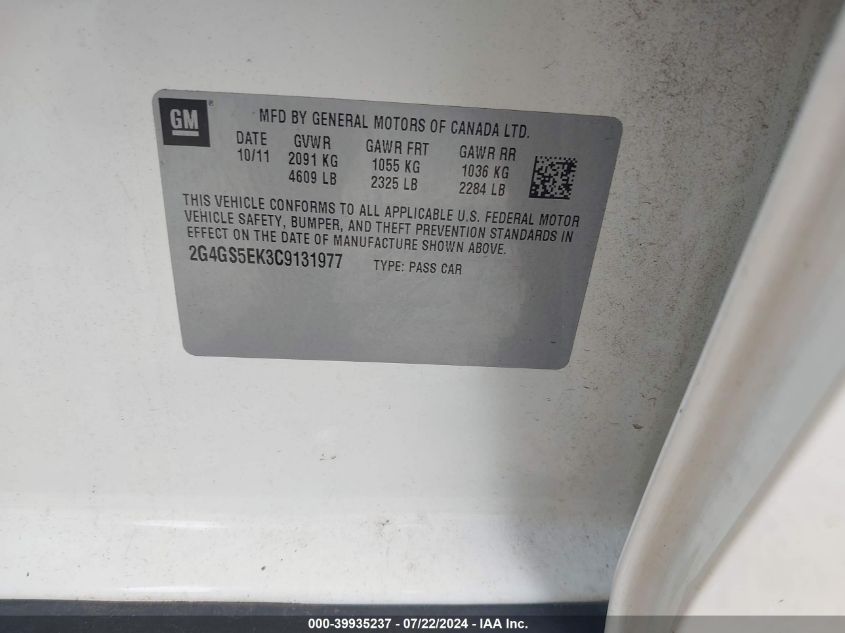 GM®
MFD BY GENERAL MOTORS OF CANADA LTD.
DATE GVWR GAWR FRT GAWR RR
10/11 2091 KG 1055 KG 1036 KG
4609 LB 2325 LB 2284 LB
THIS VEHICLE CONFORMS TO ALL APPLICABLE U.S. FEDERAL MOTOR
VEHICLE SAFETY, BUMPER, AND THEFT PREVENTION STANDARDS IN
EFFECT ON THE DATE OF MANUFACTURE SHOWN ABOVE.
2G4GS5EK3C9131977 TYPE: PASS CAR
000-39935237 - 07/22/2024 - IAA Inc.